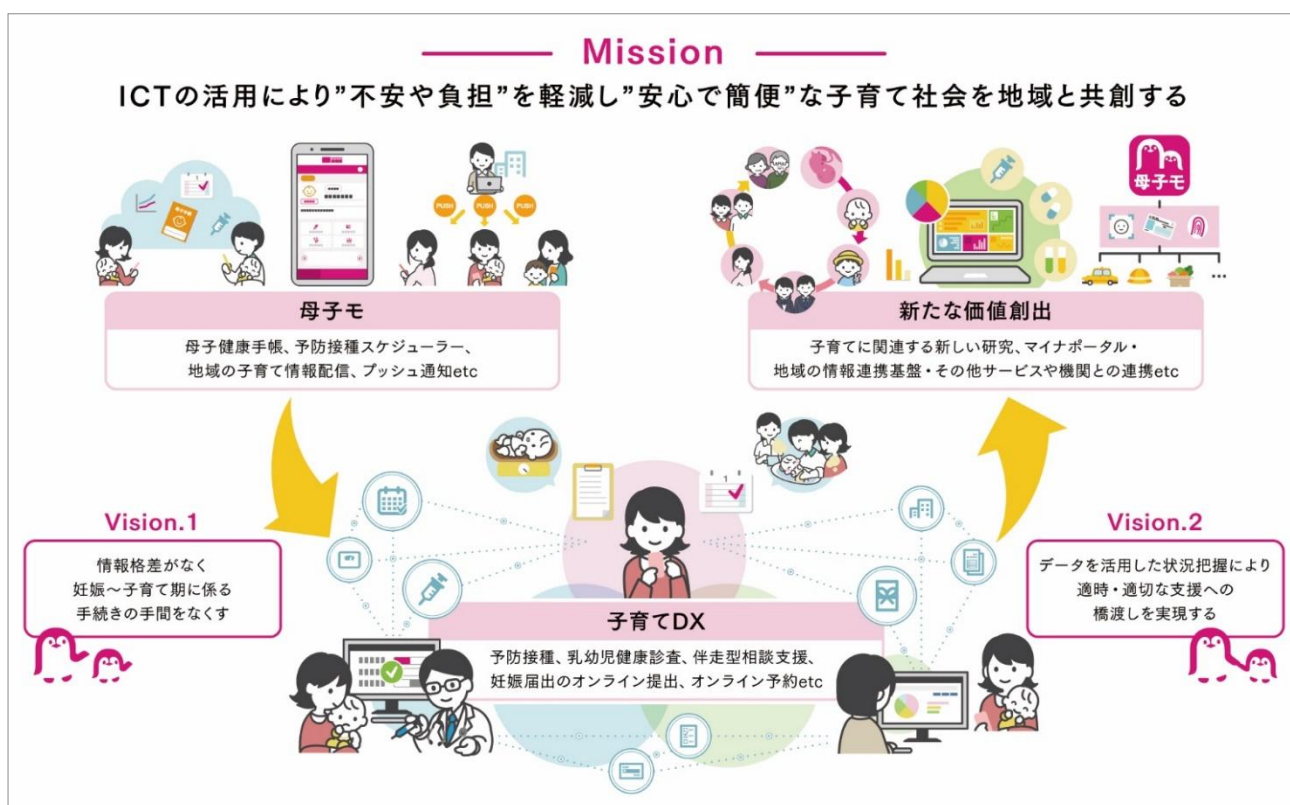 Mission
ICTの活用により”不安や負担”を軽減し”安心で簡便”な子育て社会を地域と共創する
PUSH
PUSH
PUSH
母子モ
母子モ
母子健康手帳、予防接種スケジューラー、
地域の子育て情報配信、プッシュ通知etc
新たな価値創出
子育てに関連する新しい研究、マイナポータル・
地域の情報連携基盤・その他サービスや機関との連携etc
Vision.1
情報格差がなく
妊娠～子育て期に係る
手続きの手間をなくす
1
Vision.2
データを活用した状況把握により
適時・適切な支援への
橋渡しを実現する
子育てDX
予防接種、乳幼児健康診査、伴走型相談支援、
妊娠届出のオンライン提出、オンライン予約etc